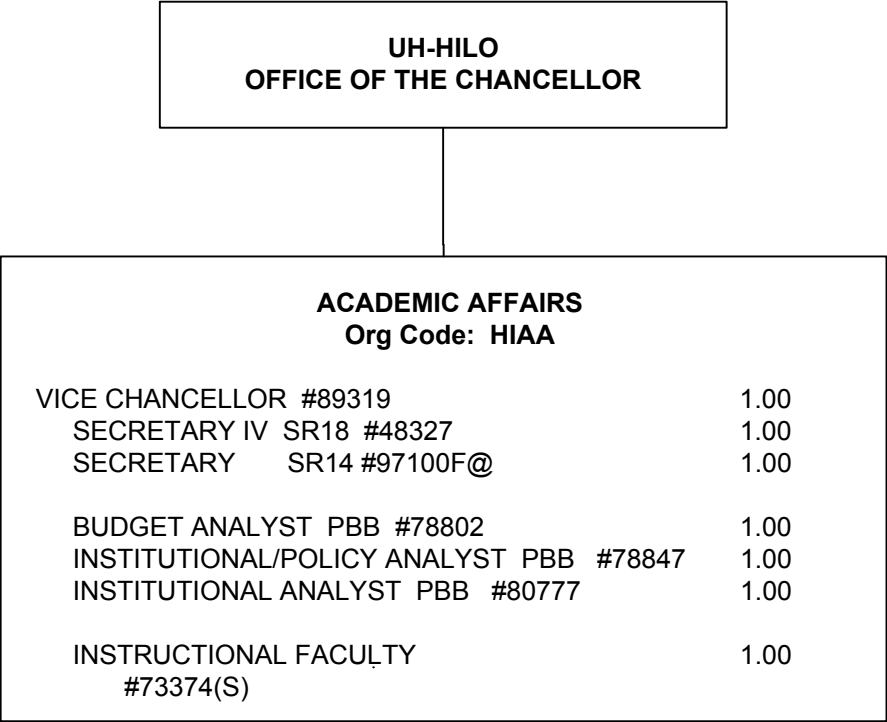 UH-HILO
OFFICE OF THE CHANCELLOR
ACADEMIC AFFAIRS
Org Code: HIAA
VICE CHANCELLOR #89319 1.00
SECRETARY IV SR18 #48327 1.00
SECRETARY SR14 #97100F@ 1.00
BUDGET ANALYST PBB #78802 1.00
INSTITUTIONAL/POLICY ANALYST PBB #78847 1.00
INSTITUTIONAL ANALYST PBB #80777 1.00
INSTRUCTIONAL FACULTY 1.00
#73374(S)